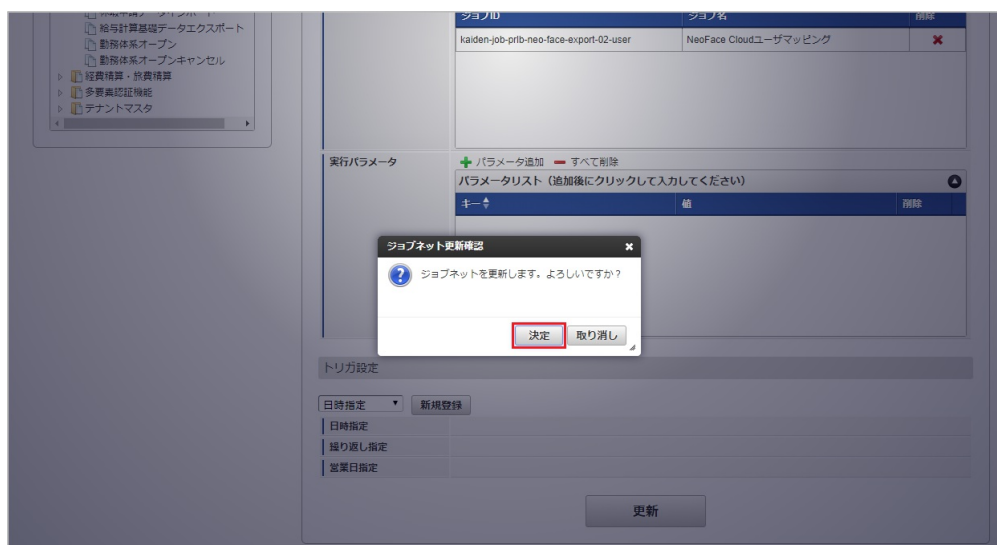 給与計算基礎データエクスポート
勤務体系オープン
勤務体系オープンキャンセル
経費精算・旅費精算
多要素認証機能
テナントマスタ
ジョブID ジョブ名 削除
kaiden-job-prlb-neo-face-export-02-user NeoFace Cloudユーザマッピング
実行パラメータ パラメータ追加 すべて削除
パラメータリスト（追加後にクリックして入力してください）
キー 値 削除
ジョブネット更新確認
ジョブネットを更新します。よろしいですか？
決定 取り消し
トリガ設定
日時指定 新規登録
日時指定
繰り返し指定
営業日指定
更新